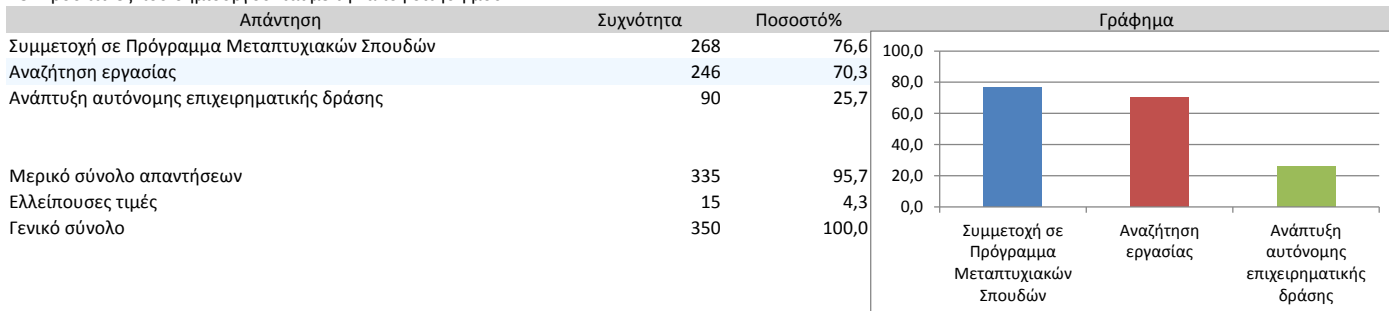 Απάντηση Συχνότητα Ποσοστό% Γράφημα
Συμμετοχή σε Πρόγραμμα Μεταπτυχιακών Σπουδών 268 76,6
Αναζήτηση εργασίας 246 70,3
Ανάπτυξη αυτόνομης επιχειρηματικής δράσης 90 25,7
Μερικό σύνολο απαντήσεων 335 95,7
Ελλείπουσες τιμές 15 4,3
Γενικό σύνολο 350 100,0
100,0
80,0
60,0
40,0
20,0
0,0
Συμμετοχή σε
Πρόγραμμα
Μεταπτυχιακών
Σπουδών
Αναζήτηση
εργασίας
Ανάπτυξη
αυτόνομης
επιχειρηματικής
δράσης